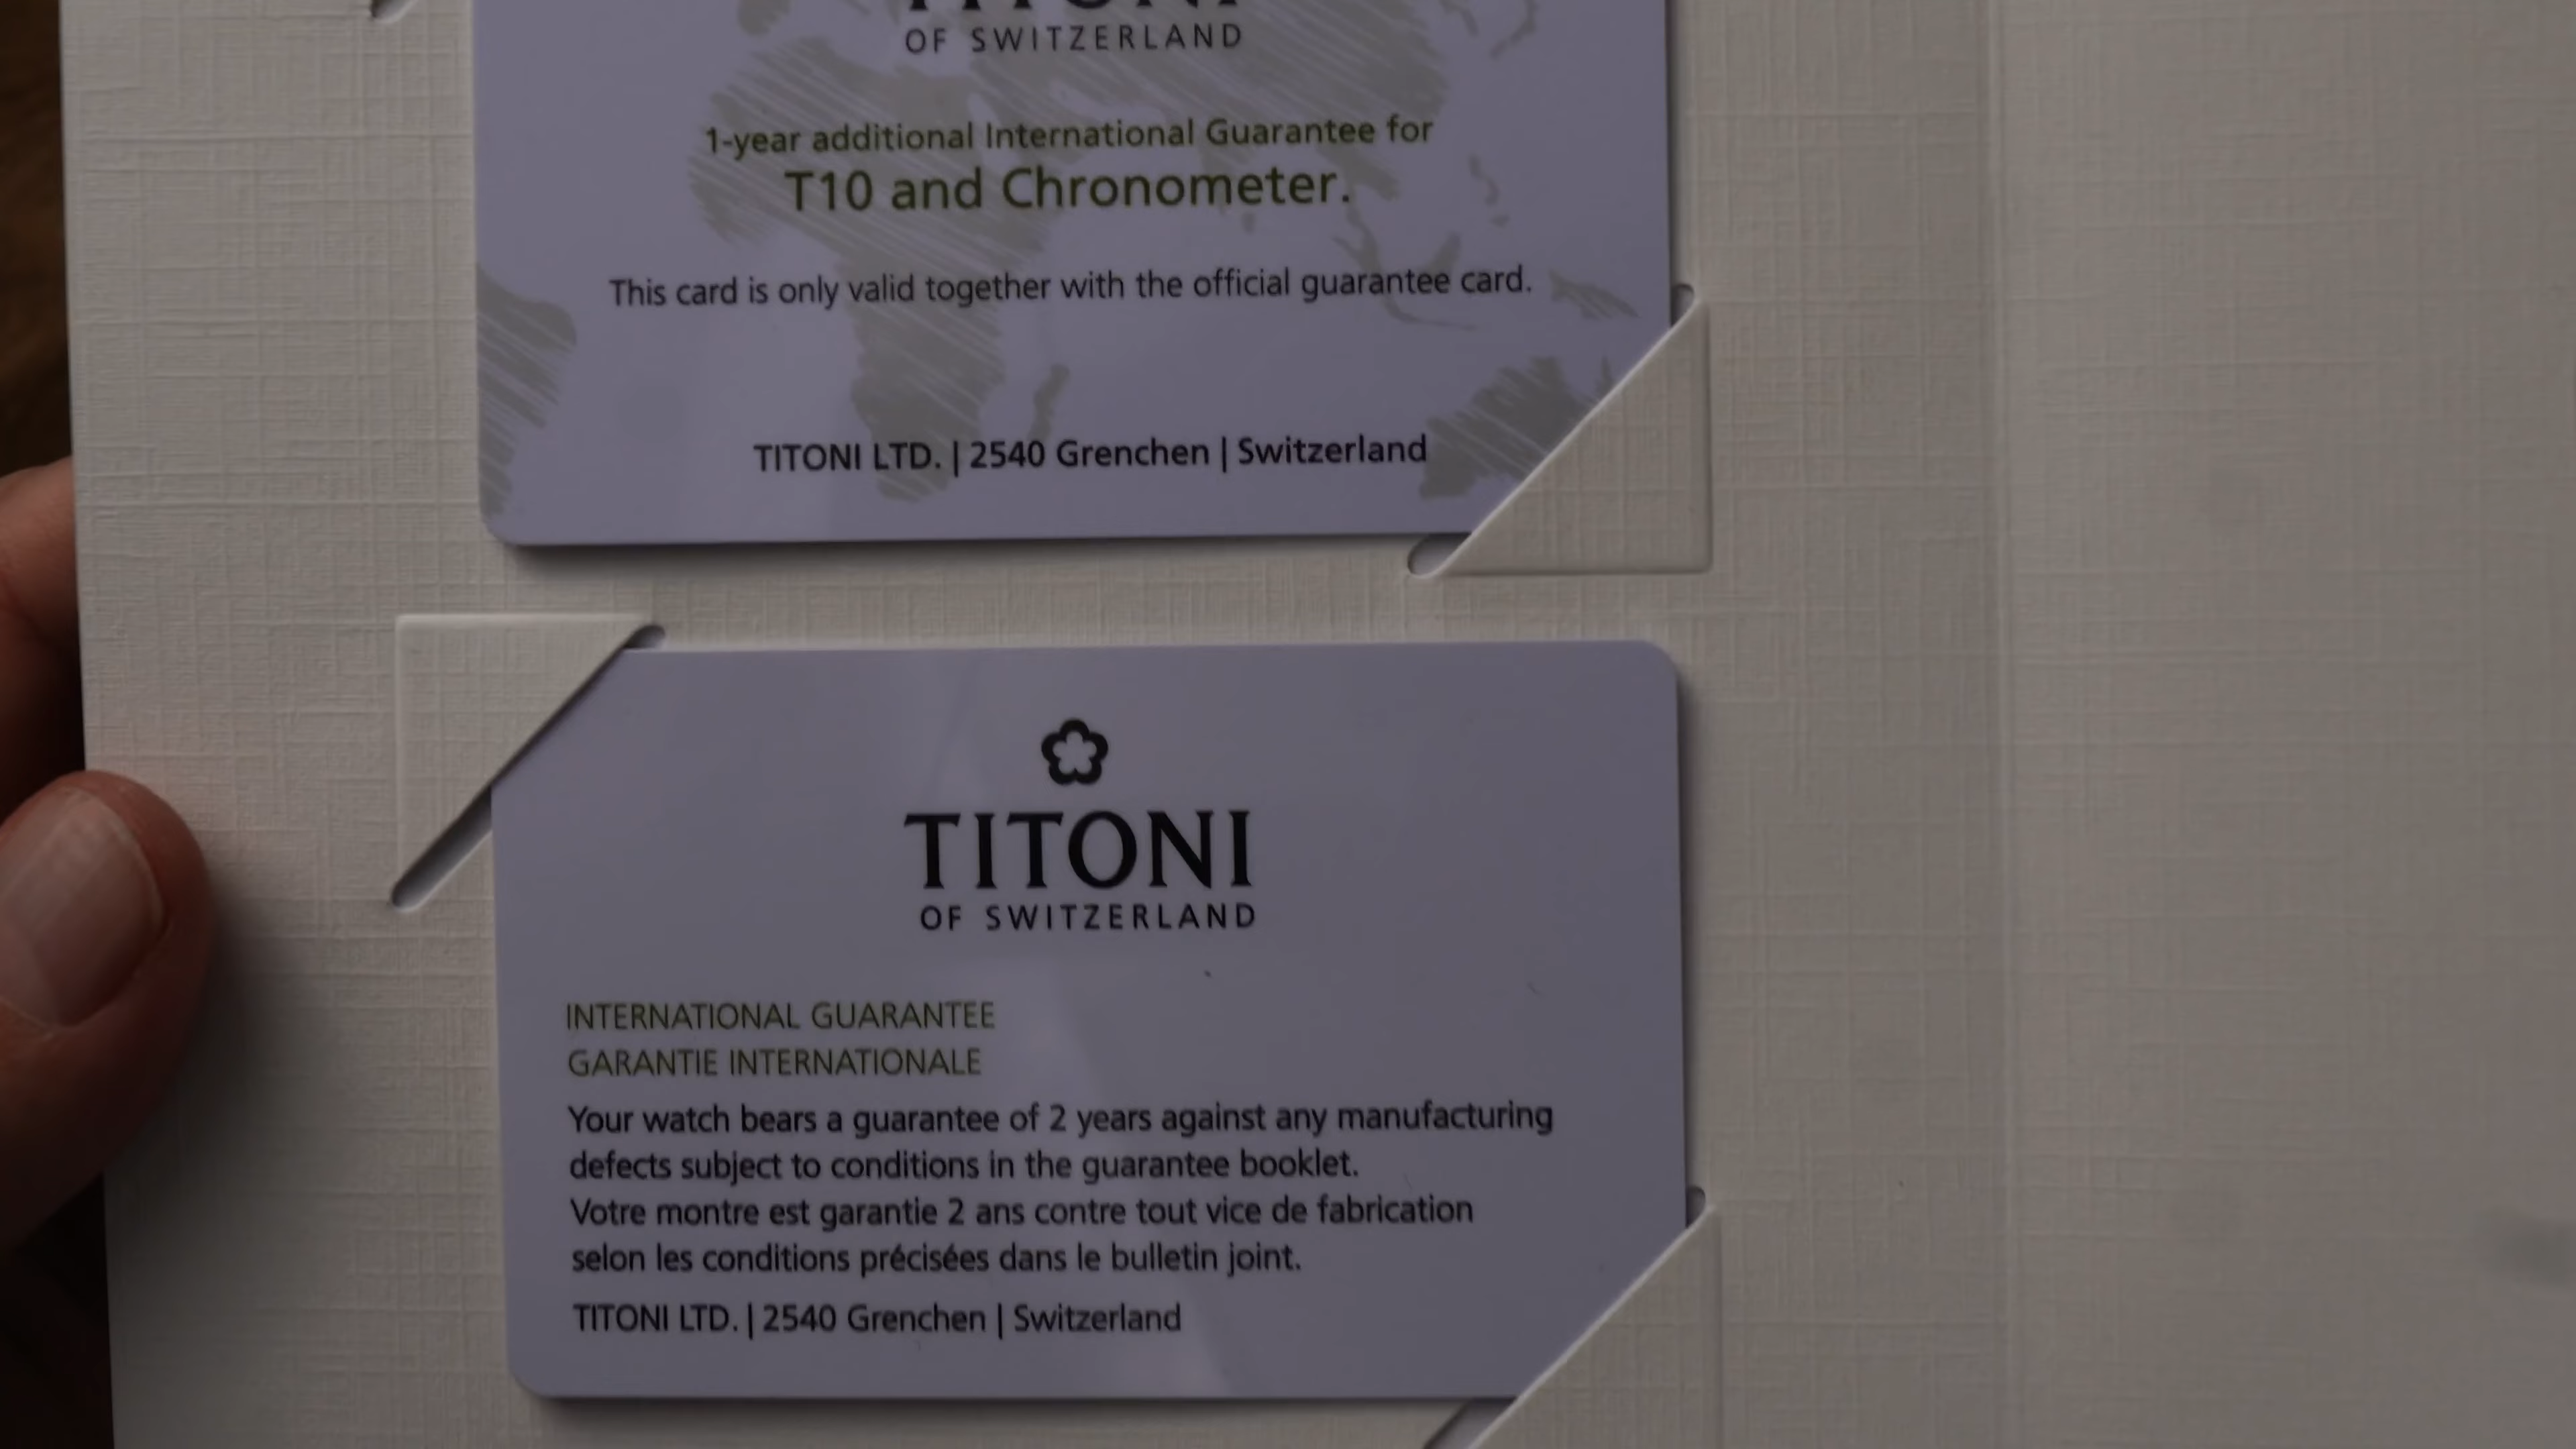 TITONI
OF SWITZERLAND
1-year additional International Guarantee for
T10 and Chronometer.
This card is only valid together with the official guarantee card.
TITONI LTD. | 2540 Grenchen | Switzerland
TITONI
OF SWITZERLAND
INTERNATIONAL GUARANTEE
GARANTIE INTERNATIONALE
Your watch bears a guarantee of 2 years against any manufacturing
defects subject to conditions in the guarantee booklet.
Votre montre est garantie 2 ans contre tout vice de fabrication
selon les conditions précisées dans le bulletin joint.
TITONI LTD. | 2540 Grenchen | Switzerland